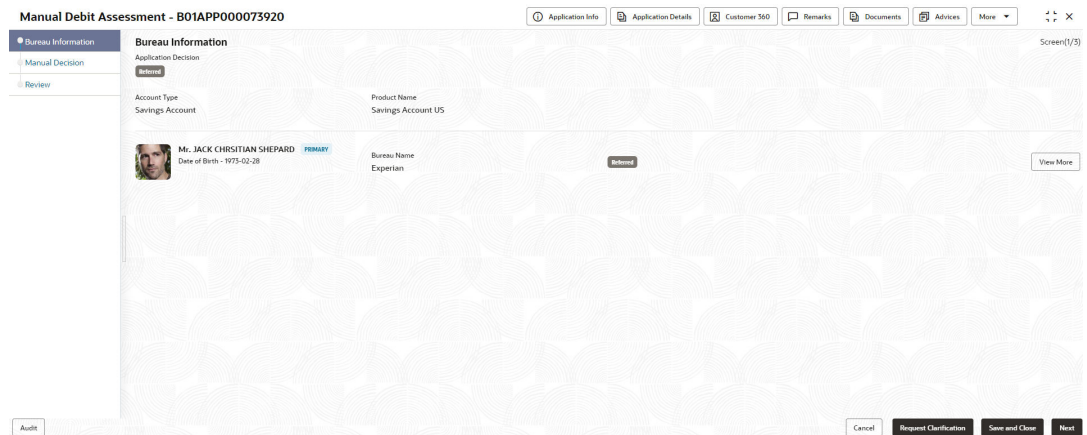 Manual Debit Assessment - B01APP000073920
Application Info
Application Details
Customer 360
Remarks
Documents
Advices
More
Bureau Information
Manual Decision
Review
Bureau Information
Screen(1/3)
Application Decision
Referred
Account Type
Product Name
Savings Account
Savings Account US
Mr. JACK CHRSITIAN SHEPARD PRIMARY
Date of Birth - 1973-02-28
Bureau Name
Experian
Referred
View More
Audit
Cancel
Request Clarification
Save and Close
Next